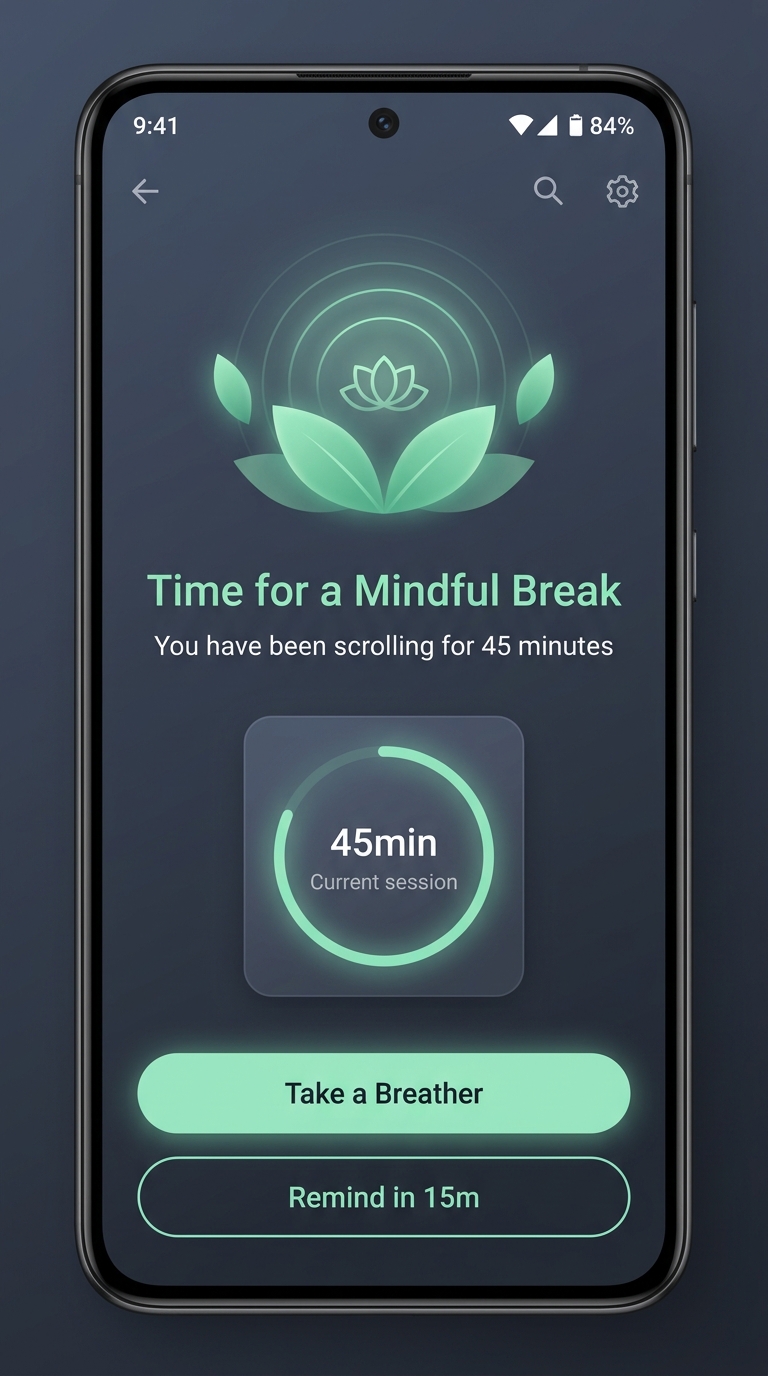 9:41
84%
Time for a Mindful Break
You have been scrolling for 45 minutes
45min
Current session
Take a Breather
Remind in 15m